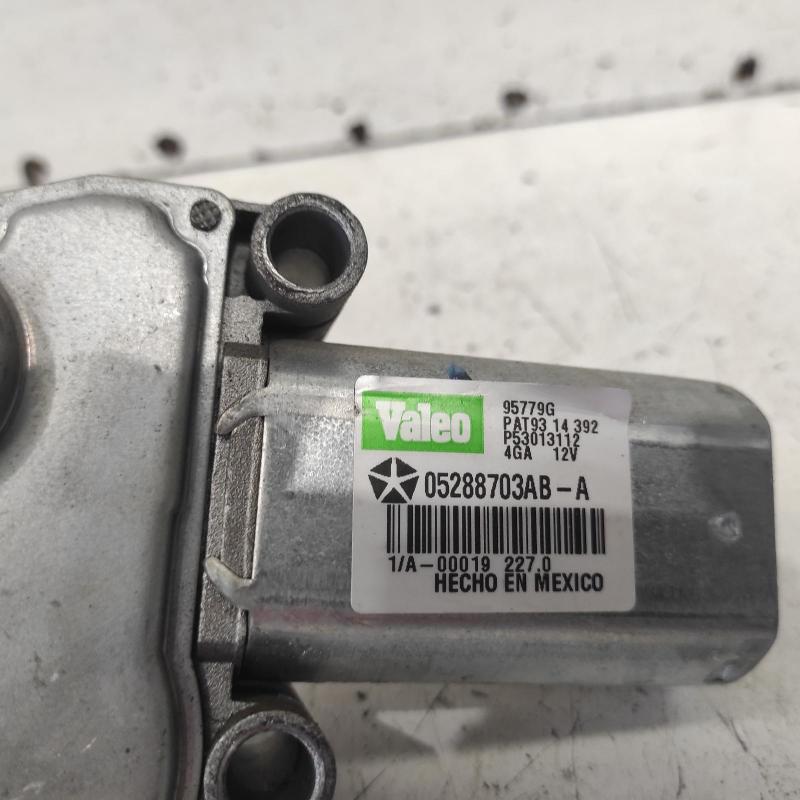 Valeo
95779G
PAT93 14 392
P53013112
4GA 12V
05288703AB-A
1/A-00019 227.0
HECHO EN MEXICO